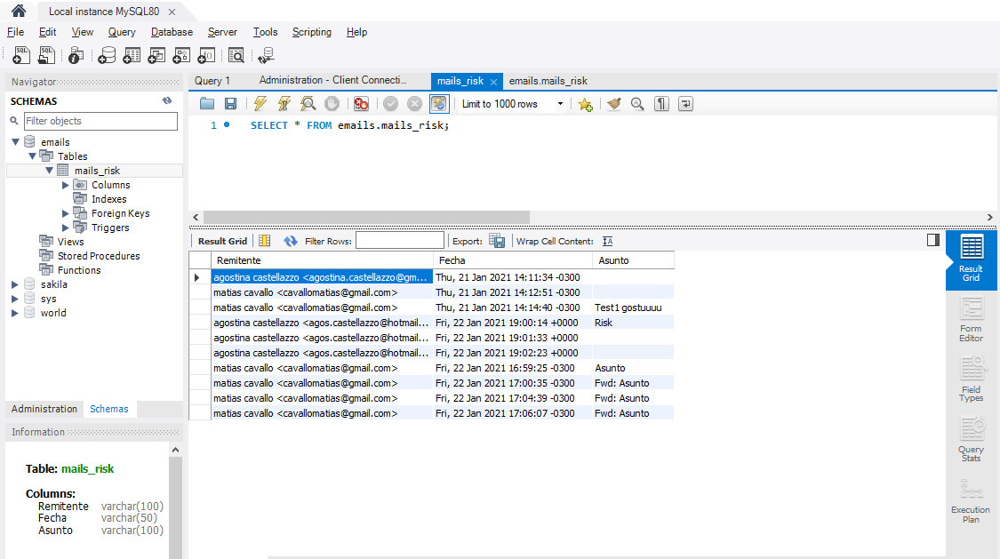 Local instance MySQL80
File Edit View Query Database Server Tools Scripting Help
Navigator
SCHEMAS
Filter objects
emails
Tables
mails_risk
Columns
Indexes
Foreign Keys
Triggers
Views
Stored Procedures
Functions
sakila
sys
world
Administration Schemas
Information
Table: mails_risk
Columns:
Remitente varchar(100)
Fecha varchar(50)
Asunto varchar(100)
Query 1 Administration - Client Connecti... mails_risk emails.mails_risk
Limit to 1000 rows
1 SELECT * FROM emails.mails_risk;
Result Grid Filter Rows: Export: Wrap Cell Content:
Remitente Fecha Asunto
agostina castellazzo <agostina.castellazzo@gm... Thu, 21 Jan 2021 14:11:34 -0300
matias cavallo <cavallomatias@gmail.com> Thu, 21 Jan 2021 14:12:51 -0300
matias cavallo <cavallomatias@gmail.com> Thu, 21 Jan 2021 14:14:40 -0300 Test1 gostuuuu
agostina castellazzo <agos.castellazzo@hotmail... Fri, 22 Jan 2021 19:00:14 +0000 Risk
agostina castellazzo <agos.castellazzo@hotmail... Fri, 22 Jan 2021 19:01:33 +0000
agostina castellazzo <agos.castellazzo@hotmail... Fri, 22 Jan 2021 19:02:23 +0000
matias cavallo <cavallomatias@gmail.com> Fri, 22 Jan 2021 16:59:25 -0300 Asunto
matias cavallo <cavallomatias@gmail.com> Fri, 22 Jan 2021 17:00:35 -0300 Fwd: Asunto
matias cavallo <cavallomatias@gmail.com> Fri, 22 Jan 2021 17:04:39 -0300 Fwd: Asunto
matias cavallo <cavallomatias@gmail.com> Fri, 22 Jan 2021 17:06:07 -0300 Fwd: Asunto
Result
Grid
Form
Editor
Field
Types
Query
Stats
Execution
Plan